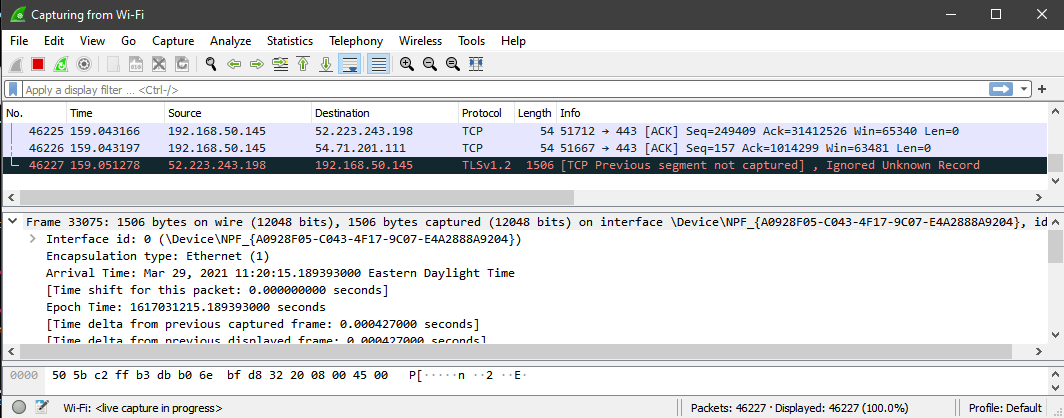 Capturing from Wi-Fi
File Edit View Go Capture Analyze Statistics Telephony Wireless Tools Help
Apply a display filter ... <Ctrl-/>
No. Time Source Destination Protocol Length Info
46225 159.043166 192.168.50.145 52.223.243.198 TCP 54 51712 → 443 [ACK] Seq=249409 Ack=31412526 Win=65340 Len=0
46226 159.043197 192.168.50.145 54.71.201.111 TCP 54 51667 → 443 [ACK] Seq=157 Ack=1014299 Win=63481 Len=0
46227 159.051278 52.223.243.198 192.168.50.145 TLSv1.2 1506 [TCP Previous segment not captured] , Ignored Unknown Record
Frame 33075: 1506 bytes on wire (12048 bits), 1506 bytes captured (12048 bits) on interface \Device\NPF_{A0928F05-C043-4F17-9C07-E4A2888A9204}, id
Interface id: 0 (\Device\NPF_{A0928F05-C043-4F17-9C07-E4A2888A9204})
Encapsulation type: Ethernet (1)
Arrival Time: Mar 29, 2021 11:20:15.189393000 Eastern Daylight Time
[Time shift for this packet: 0.000000000 seconds]
Epoch Time: 1617031215.189393000 seconds
[Time delta from previous captured frame: 0.000427000 seconds]
[Time delta from previous displayed frame: 0.000427000 seconds]
0000 50 5b c2 ff b3 db b0 6e bf d8 32 20 08 00 45 00 P[·····n ··2 ··E·
Wi-Fi: <live capture in progress> Packets: 46227 · Displayed: 46227 (100.0%) Profile: Default